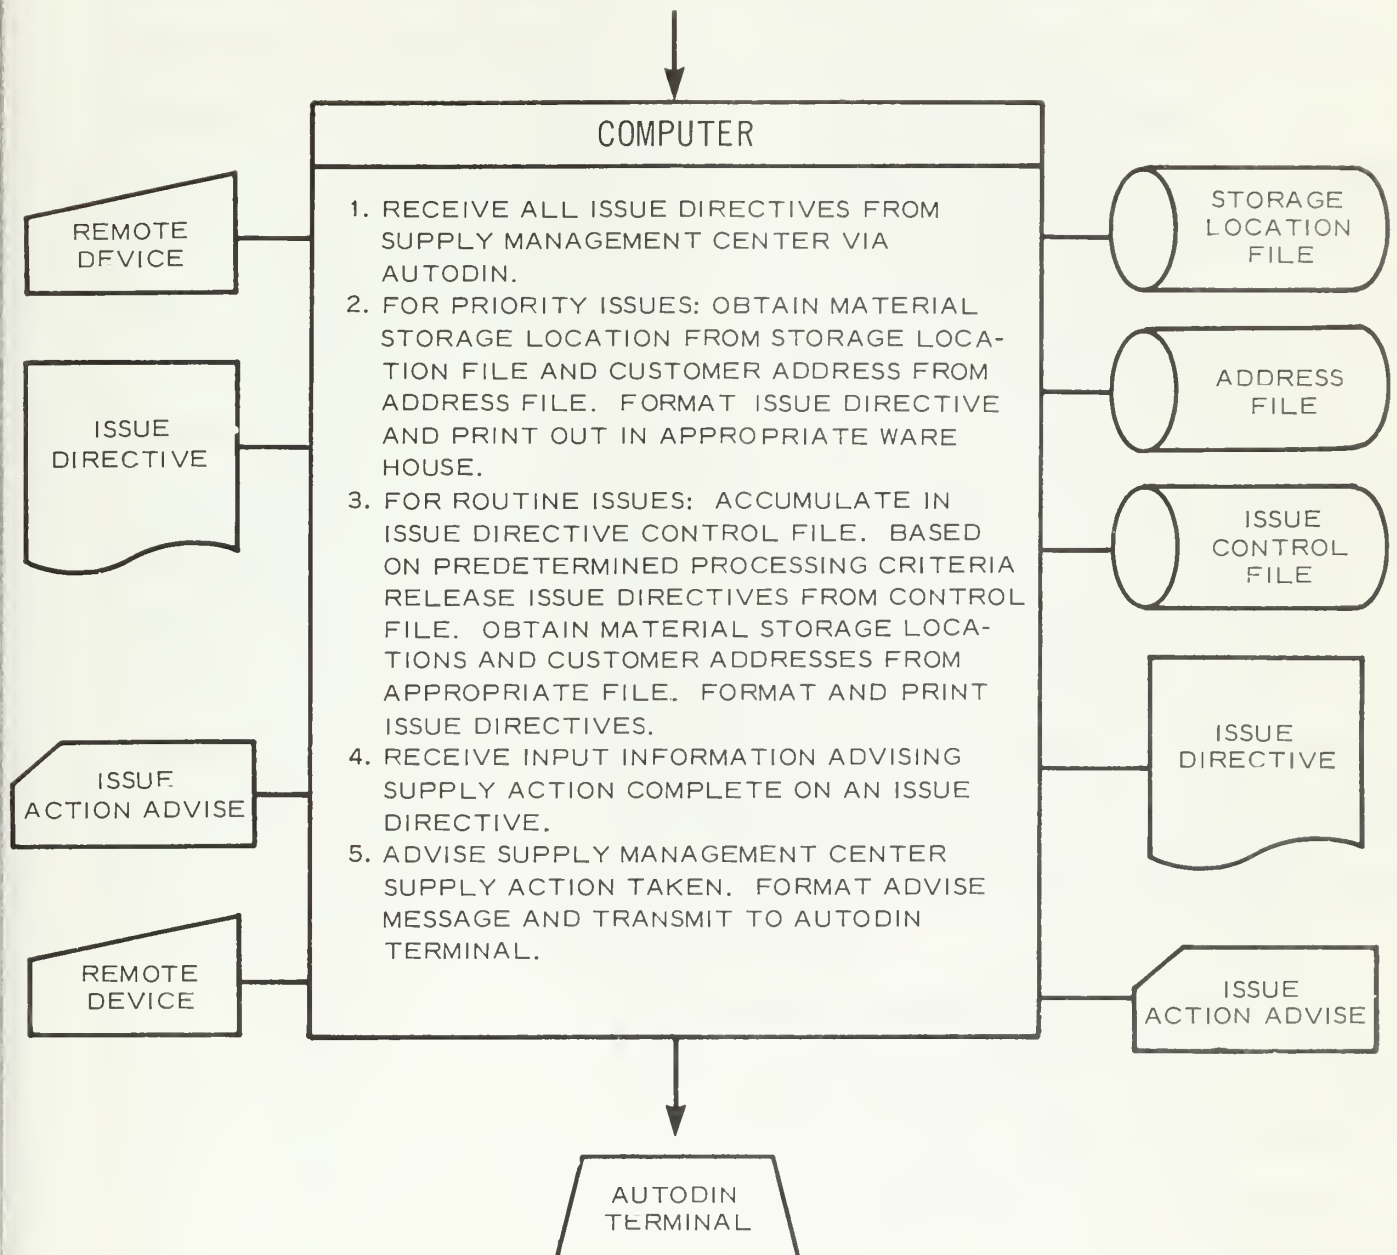 COMPUTER
REMOTE
DEVICE
ISSUE
DIRECTIVE
ISSUE
ACTION ADVISE
REMOTE
DEVICE
1. RECEIVE ALL ISSUE DIRECTIVES FROM
SUPPLY MANAGEMENT CENTER VIA
AUTODIN.
2. FOR PRIORITY ISSUES: OBTAIN MATERIAL
STORAGE LOCATION FROM STORAGE LOCA-
TION FILE AND CUSTOMER ADDRESS FROM
ADDRESS FILE. FORMAT ISSUE DIRECTIVE
AND PRINT OUT IN APPROPRIATE WARE
HOUSE.
3. FOR ROUTINE ISSUES: ACCUMULATE IN
ISSUE DIRECTIVE CONTROL FILE. BASED
ON PREDETERMINED PROCESSING CRITERIA
RELEASE ISSUE DIRECTIVES FROM CONTROL
FILE. OBTAIN MATERIAL STORAGE LOCA-
TIONS AND CUSTOMER ADDRESSES FROM
APPROPRIATE FILE. FORMAT AND PRINT
ISSUE DIRECTIVES.
4. RECEIVE INPUT INFORMATION ADVISING
SUPPLY ACTION COMPLETE ON AN ISSUE
DIRECTIVE.
5. ADVISE SUPPLY MANAGEMENT CENTER
SUPPLY ACTION TAKEN. FORMAT ADVISE
MESSAGE AND TRANSMIT TO AUTODIN
TERMINAL.
STORAGE
LOCATION
FILE
ADDRESS
FILE
ISSUE
CONTROL
FILE
ISSUE
DIRECTIVE
ISSUE
ACTION ADVISE
AUTODIN
TERMINAL